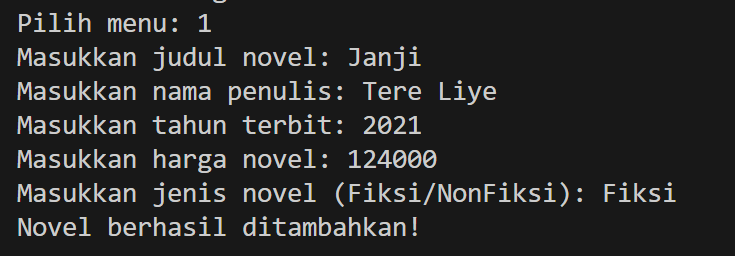 Pilih menu: 1
Masukkan judul novel: Janji
Masukkan nama penulis: Tere Liye
Masukkan tahun terbit: 2021
Masukkan harga novel: 124000
Masukkan jenis novel (Fiksi/NonFiksi): Fiksi
Novel berhasil ditambahkan!